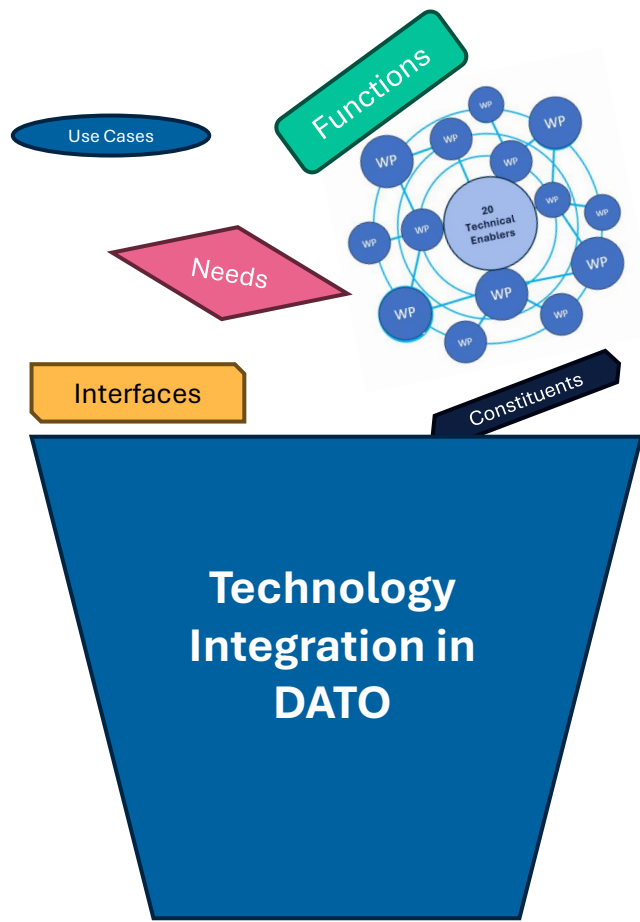 Functions
Use Cases
WP
WP
WP
WP
WP
WP
WP
20
Technical
Enablers
WP
WP
WP
WP
WP
WP
WP
Needs
Interfaces
Constituents
Technology
Integration in
DATO